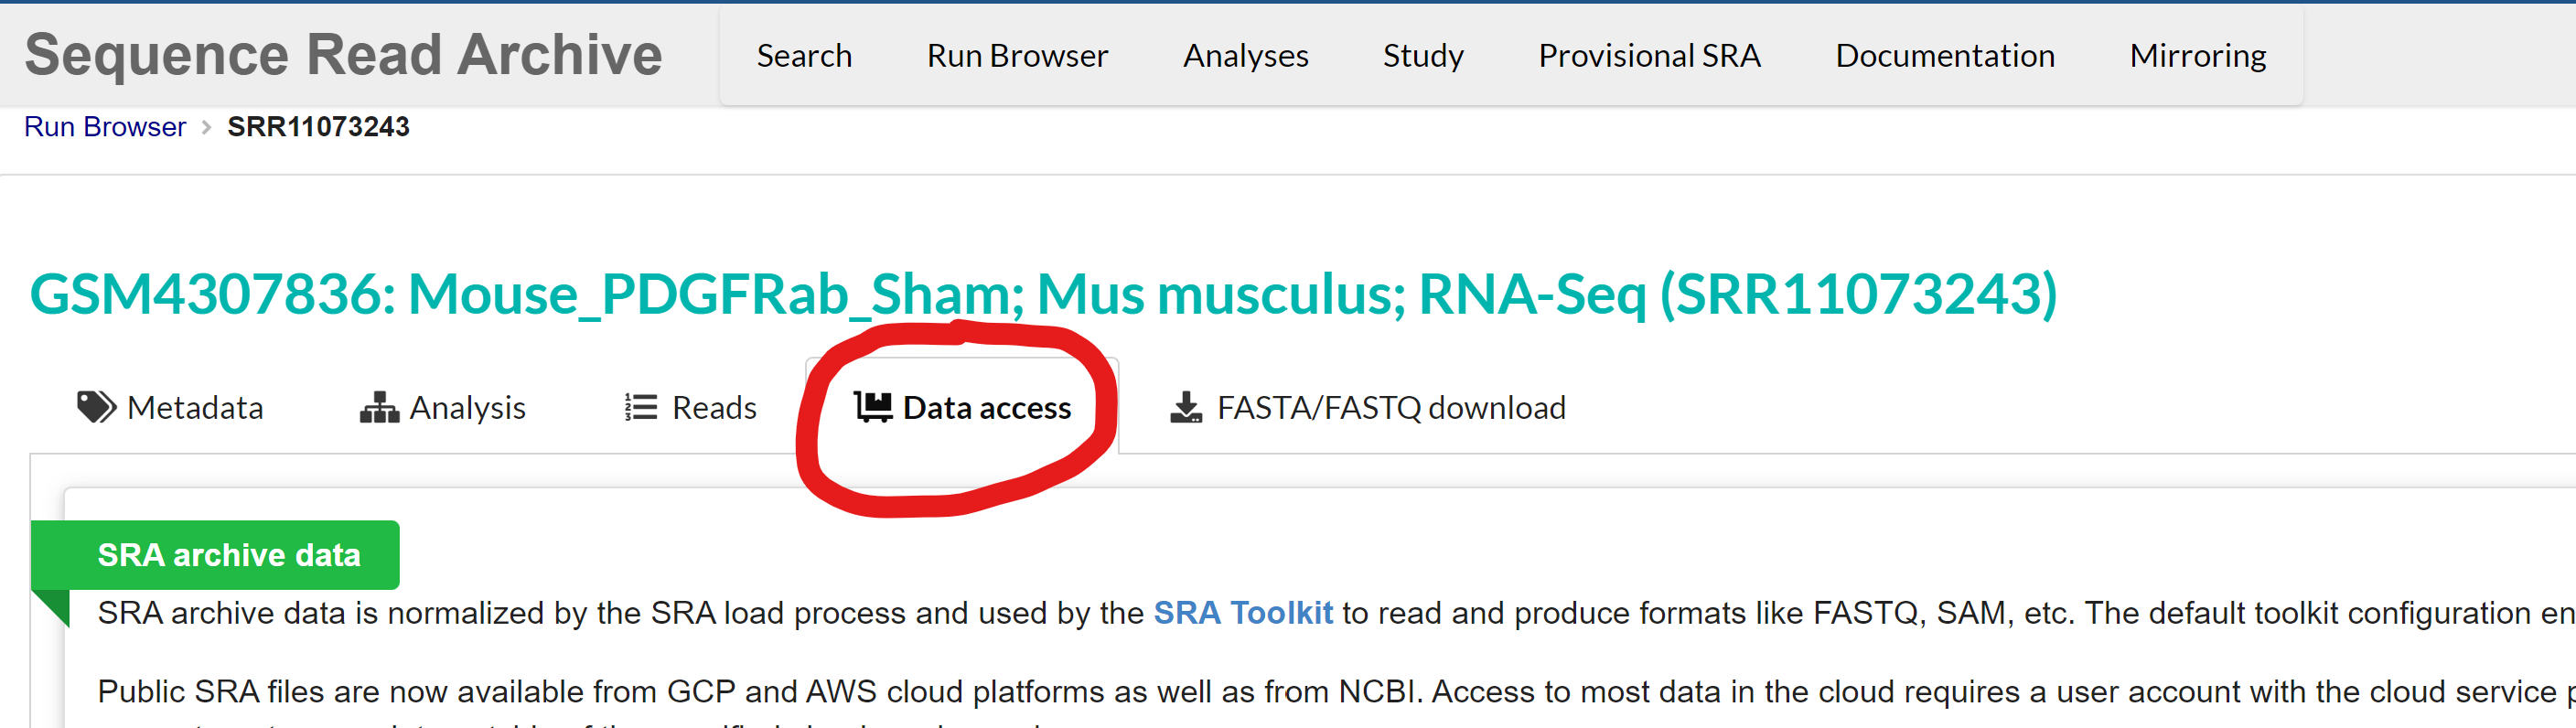 Sequence Read Archive Search Run Browser Analyses Study Provisional SRA Documentation Mirroring
Run Browser > SRR11073243
GSM4307836: Mouse_PDGFRab_Sham; Mus musculus; RNA-Seq (SRR11073243)
Metadata Analysis Reads Data access FASTA/FASTQ download
SRA archive data
SRA archive data is normalized by the SRA load process and used by the SRA Toolkit to read and produce formats like FASTQ, SAM, etc. The default toolkit configuration en
Public SRA files are now available from GCP and AWS cloud platforms as well as from NCBI. Access to most data in the cloud requires a user account with the cloud service p